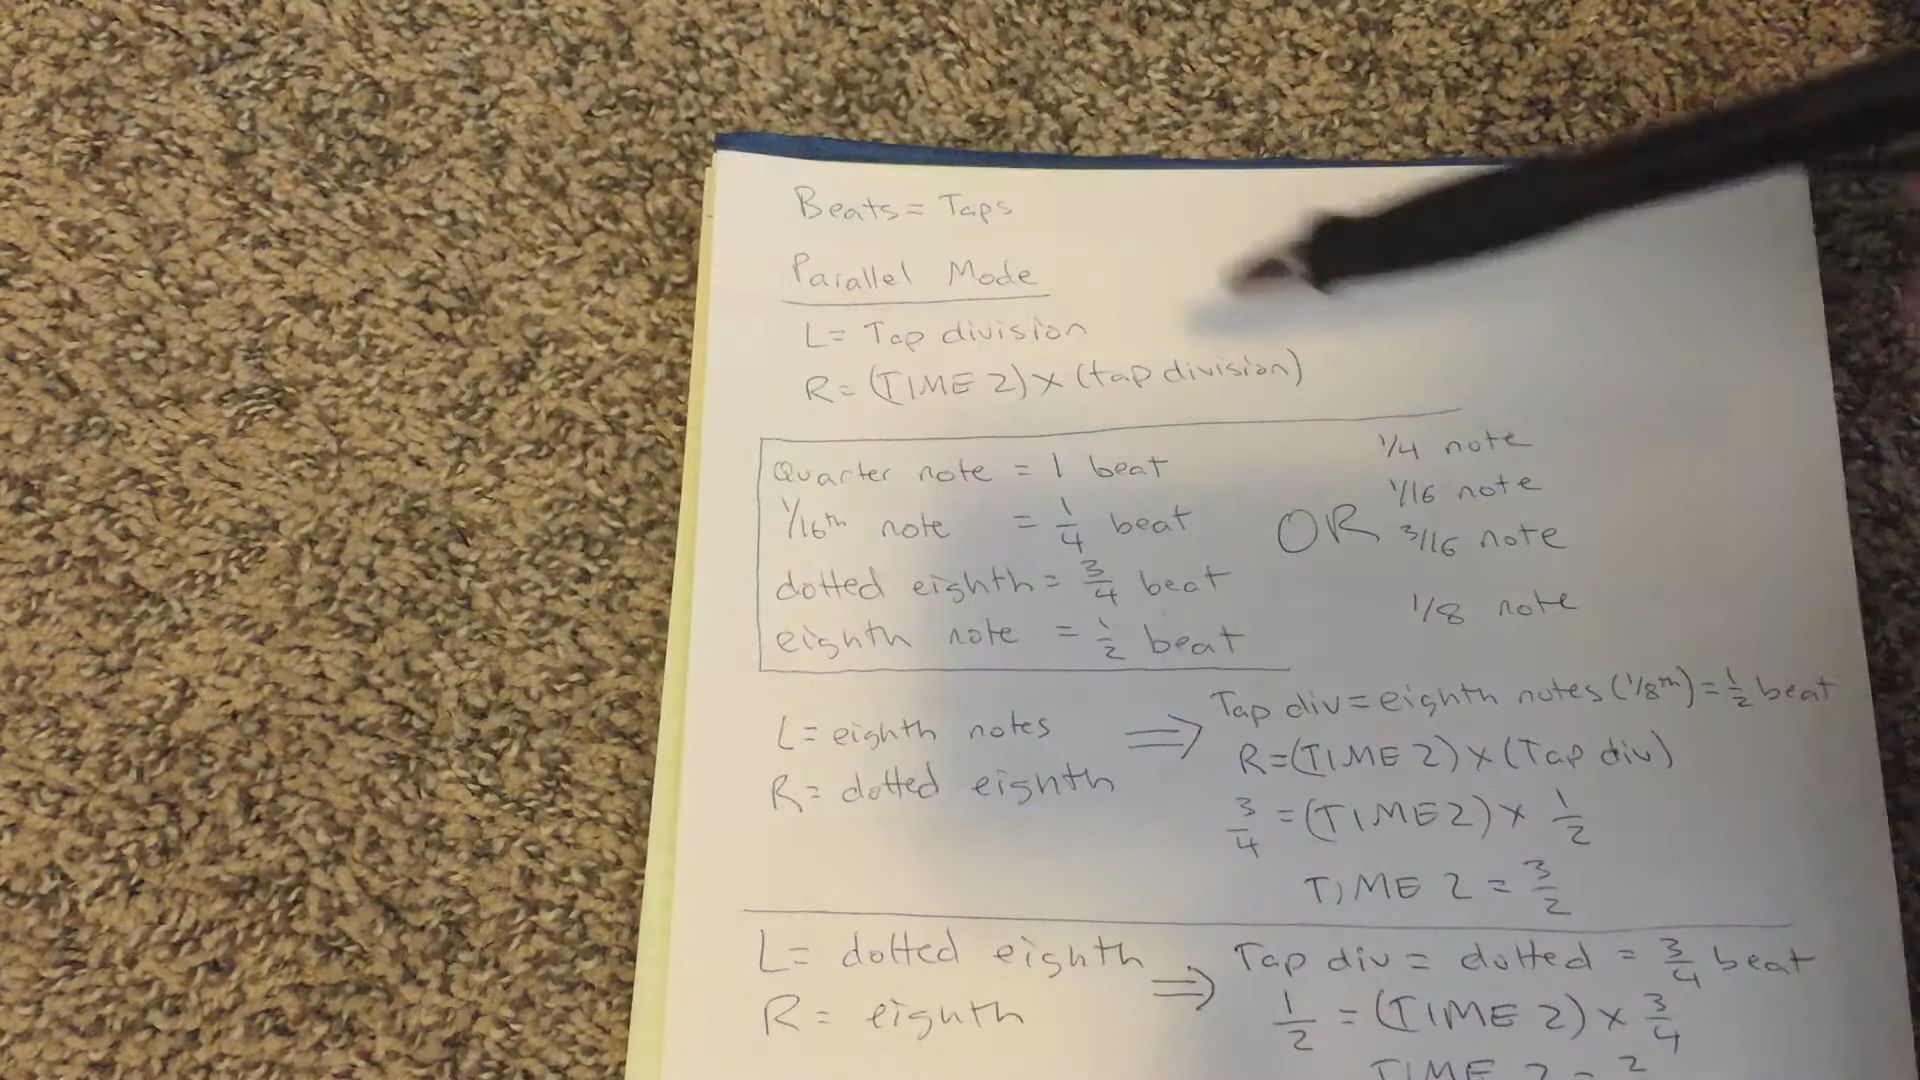 Beats = Taps
Parallel Mode
L = Tap division
R = (TIME 2) x (tap division)
Quarter note = 1 beat
1/16th note = 1/4 beat
dotted eighth = 3/4 beat
eighth note = 1/2 beat
OR
1/4 note
1/16 note
3/16 note
1/8 note
L = eighth notes
R = dotted eighth
⇒ Tap div = eighth notes (1/8th) = 1/2 beat
R = (TIME 2) x (Tap div)
3/4 = (TIME 2) x 1/2
TIME 2 = 3/2
L = dotted eighth
R = eighth
⇒ Tap div = dotted = 3/4 beat
1/2 = (TIME 2) x 3/4
TIME 2 = 2